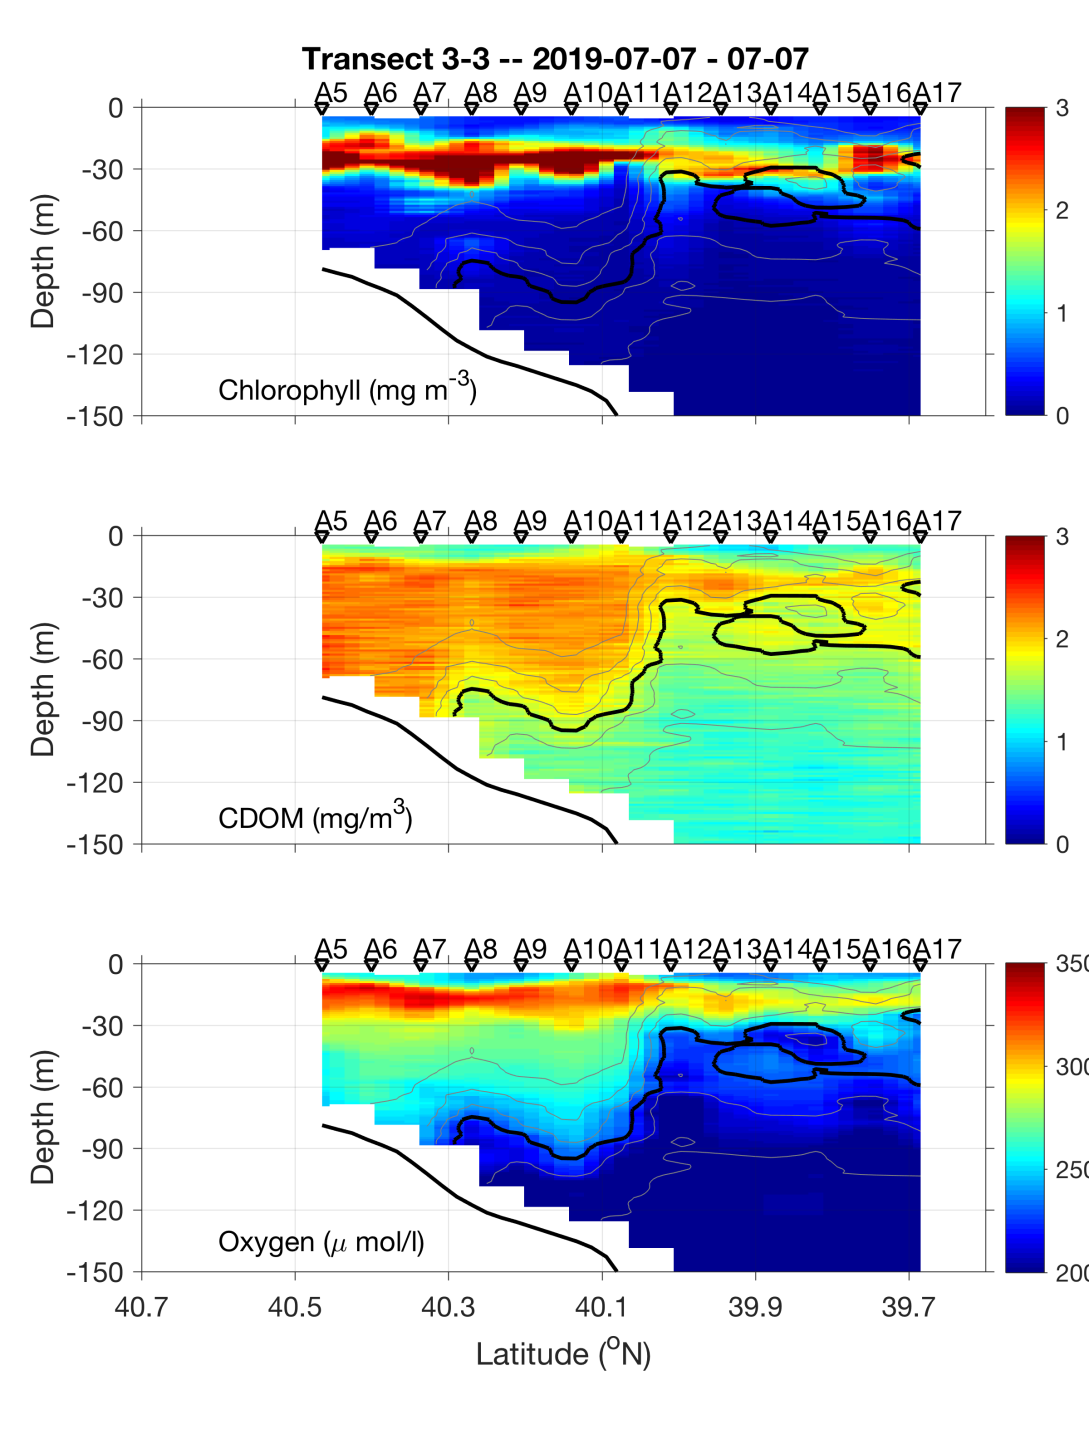 Transect 3-3 -- 2019-07-07 - 07-07
A5 A6 A7 A8 A9 A10 A11 A12 A13 A14 A15 A16 A17
0
-30
-60
-90
-120
-150
Depth (m)
Chlorophyll (mg m-3)
3
2
1
0
A5 A6 A7 A8 A9 A10 A11 A12 A13 A14 A15 A16 A17
0
-30
-60
-90
-120
-150
Depth (m)
CDOM (mg/m3)
3
2
1
0
A5 A6 A7 A8 A9 A10 A11 A12 A13 A14 A15 A16 A17
0
-30
-60
-90
-120
-150
Depth (m)
Oxygen (μ mol/l)
350
300
250
200
40.7 40.5 40.3 40.1 39.9 39.7
Latitude (oN)